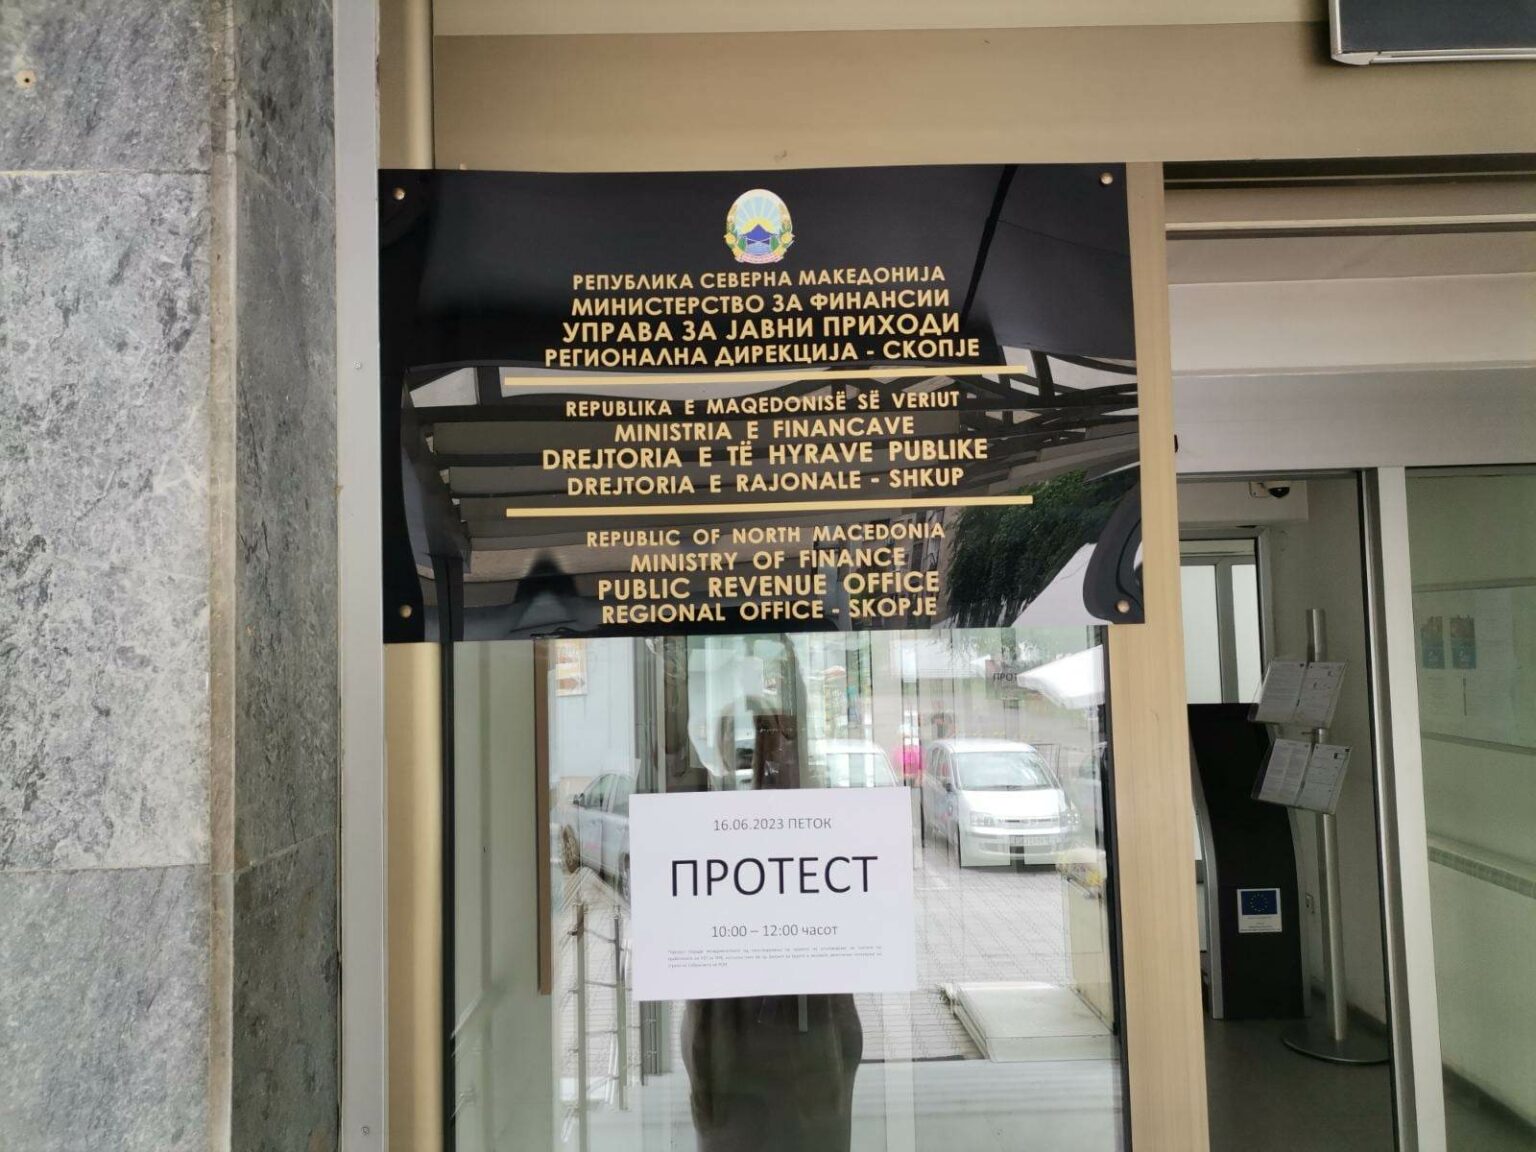 РЕПУБЛИКА СЕВЕРНА МАКЕДОНИЈА
МИНИСТЕРСТВО ЗА ФИНАНСИИ
УПРАВА ЗА ЈАВНИ ПРИХОДИ
РЕГИОНАЛНА ДИРЕКЦИЈА - СКОПЈЕ
REPUBLIKA E MAQEDONISË SË VERIUT
MINISTRIA E FINANCAVE
DREJTORIA E TË HYRAVE PUBLIKE
DREJTORIA E RAJONALE - SHKUP
REPUBLIC OF NORTH MACEDONIA
MINISTRY OF FINANCE
PUBLIC REVENUE OFFICE
REGIONAL OFFICE - SKOPJE
16.06.2023 ПЕТОК
ПРОТЕСТ
10:00 – 12:00 часот